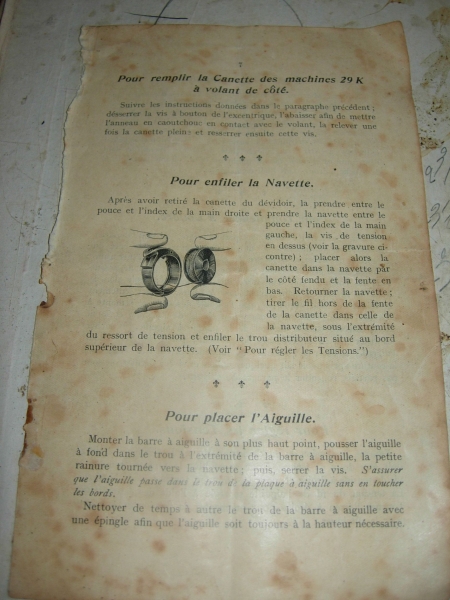 7
Pour remplir la Canette des machines 29 K
à volant de côté.
Suivre les instructions données dans le paragraphe précédent;
désserrer la vis à bouton de l'excentrique, l'abaissez afin de mettre
l'anneau en caoutchouc en contact avec le volant, la relever une
fois la canette pleine et resserrer ensuite cette vis.
Pour enfiler la Navette.
Après avoir retiré la canette du dévidoir, la prendre entre le
pouce et l'index de la main droite et prendre la navette entre le
pouce et l'index de la main
gauche, la vis de tension
en dessus (voir la gravure ci-
contre); placer alors la
canette dans la navette par
le côté fendu et la fente en
bas. Retourner la navette;
tirer le fil hors de la fente
de la canette dans celle de
la navette, sous l'extrémité
du ressort de tension et enfiler le trou distributeur situé au bord
supérieur de la navette. (Voir "Pour régler les Tensions.")
Pour placer l'Aiguille.
Monter la barre à aiguille à son plus haut point, pousser l'aiguille
à fond dans le trou à l'extrémité de la barre à aiguille, la petite
rainure tournée vers la navette; puis, serrer la vis. S'assurer
que l'aiguille passe dans le trou de la plaque à aiguille sans en toucher
les bords.
Nettoyer de temps à autre le trou de la barre à aiguille avec
une épingle afin que l'aiguille soit toujours à la hauteur nécessaire.